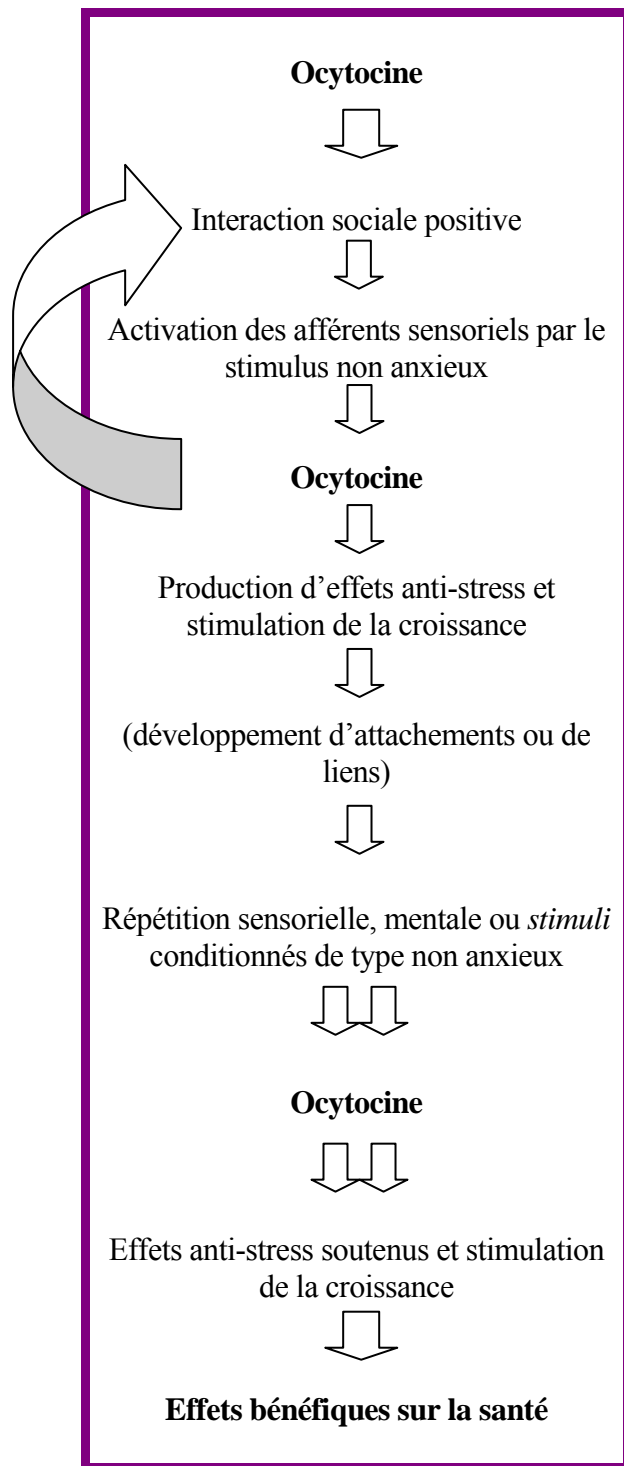 Ocytocine
Interaction sociale positive
Activation des afférents sensoriels par le
stimulus non anxieux
Ocytocine
Production d’effets anti-stress et
stimulation de la croissance
(développement d’attachements ou de
liens)
Répétition sensorielle, mentale ou stimuli
conditionnés de type non anxieux
Ocytocine
Effets anti-stress soutenus et stimulation
de la croissance
Effets bénéfiques sur la santé